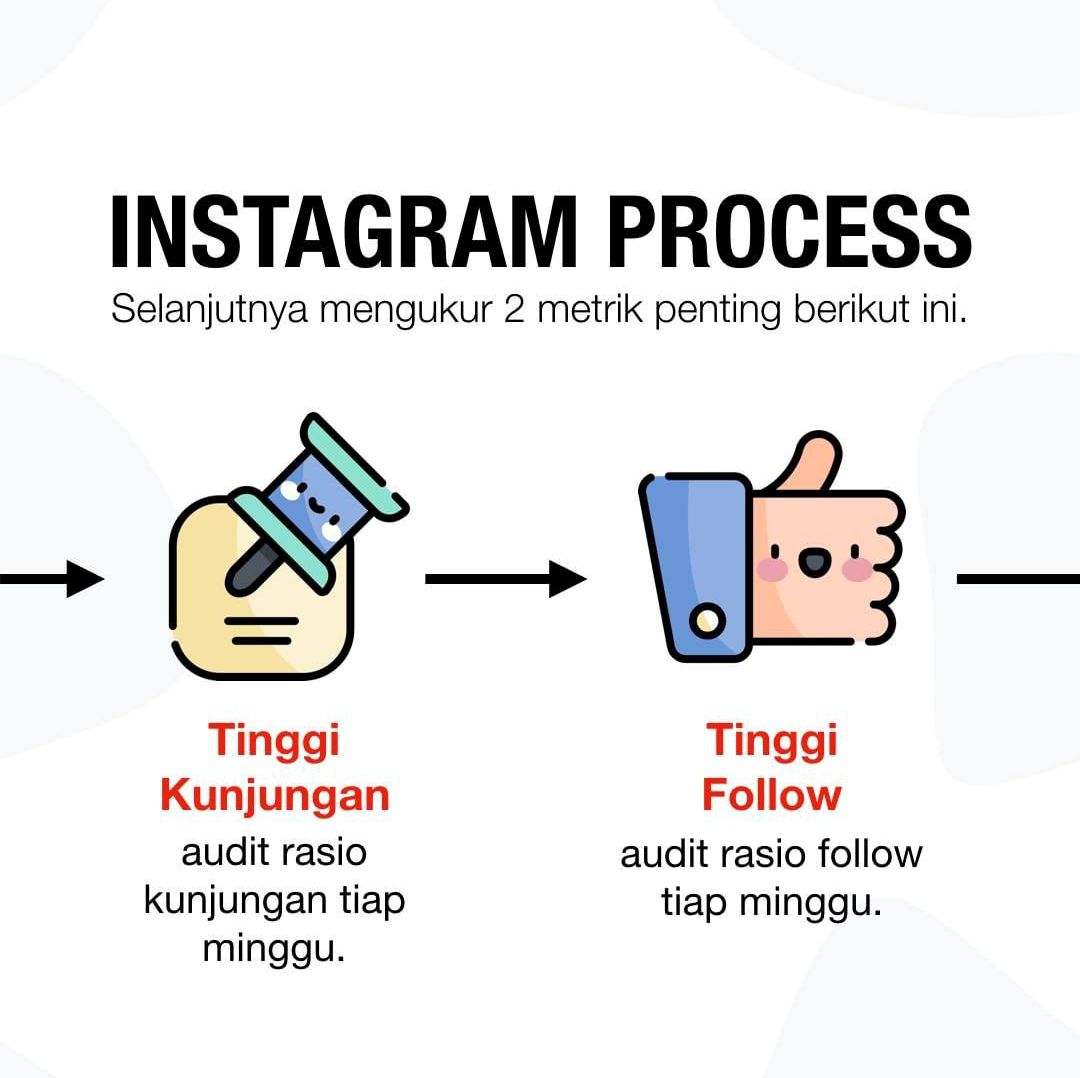 INSTAGRAM PROCESS
Selanjutnya mengukur 2 metrik penting berikut ini.
Tinggi
Kunjungan
audit rasio
kunjungan tiap
minggu.
Tinggi
Follow
audit rasio follow
tiap minggu.